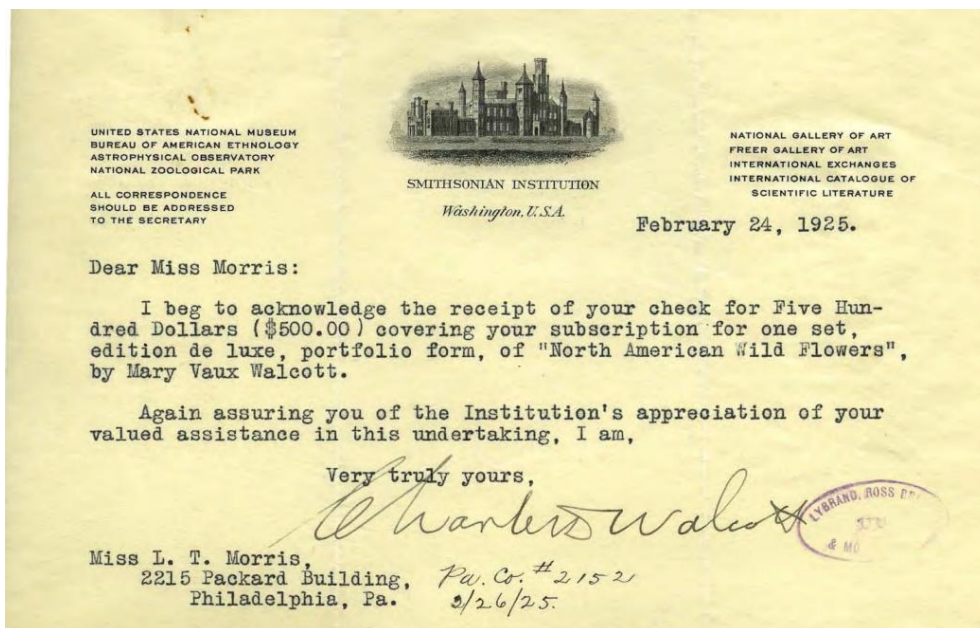 UNITED STATES NATIONAL MUSEUM
BUREAU OF AMERICAN ETHNOLOGY
ASTROPHYSICAL OBSERVATORY
NATIONAL ZOOLOGICAL PARK
ALL CORRESPONDENCE
SHOULD BE ADDRESSED
TO THE SECRETARY
SMITHSONIAN INSTITUTION
Washington, U.S.A.
NATIONAL GALLERY OF ART
FREER GALLERY OF ART
INTERNATIONAL EXCHANGES
INTERNATIONAL CATALOGUE OF
SCIENTIFIC LITERATURE
February 24, 1925.
Dear Miss Morris:
I beg to acknowledge the receipt of your check for Five Hun-
dred Dollars ($500.00) covering your subscription for one set,
edition de luxe, portfolio form, of "North American Wild Flowers",
by Mary Vaux Walcott.
Again assuring you of the Institution's appreciation of your
valued assistance in this undertaking, I am,
Very truly yours,
Charles D Walcott
LYBRAND, ROSS
& MO
Miss L. T. Morris,
2215 Packard Building,
Philadelphia, Pa.
Pa. Co. #2152
2/26/25.